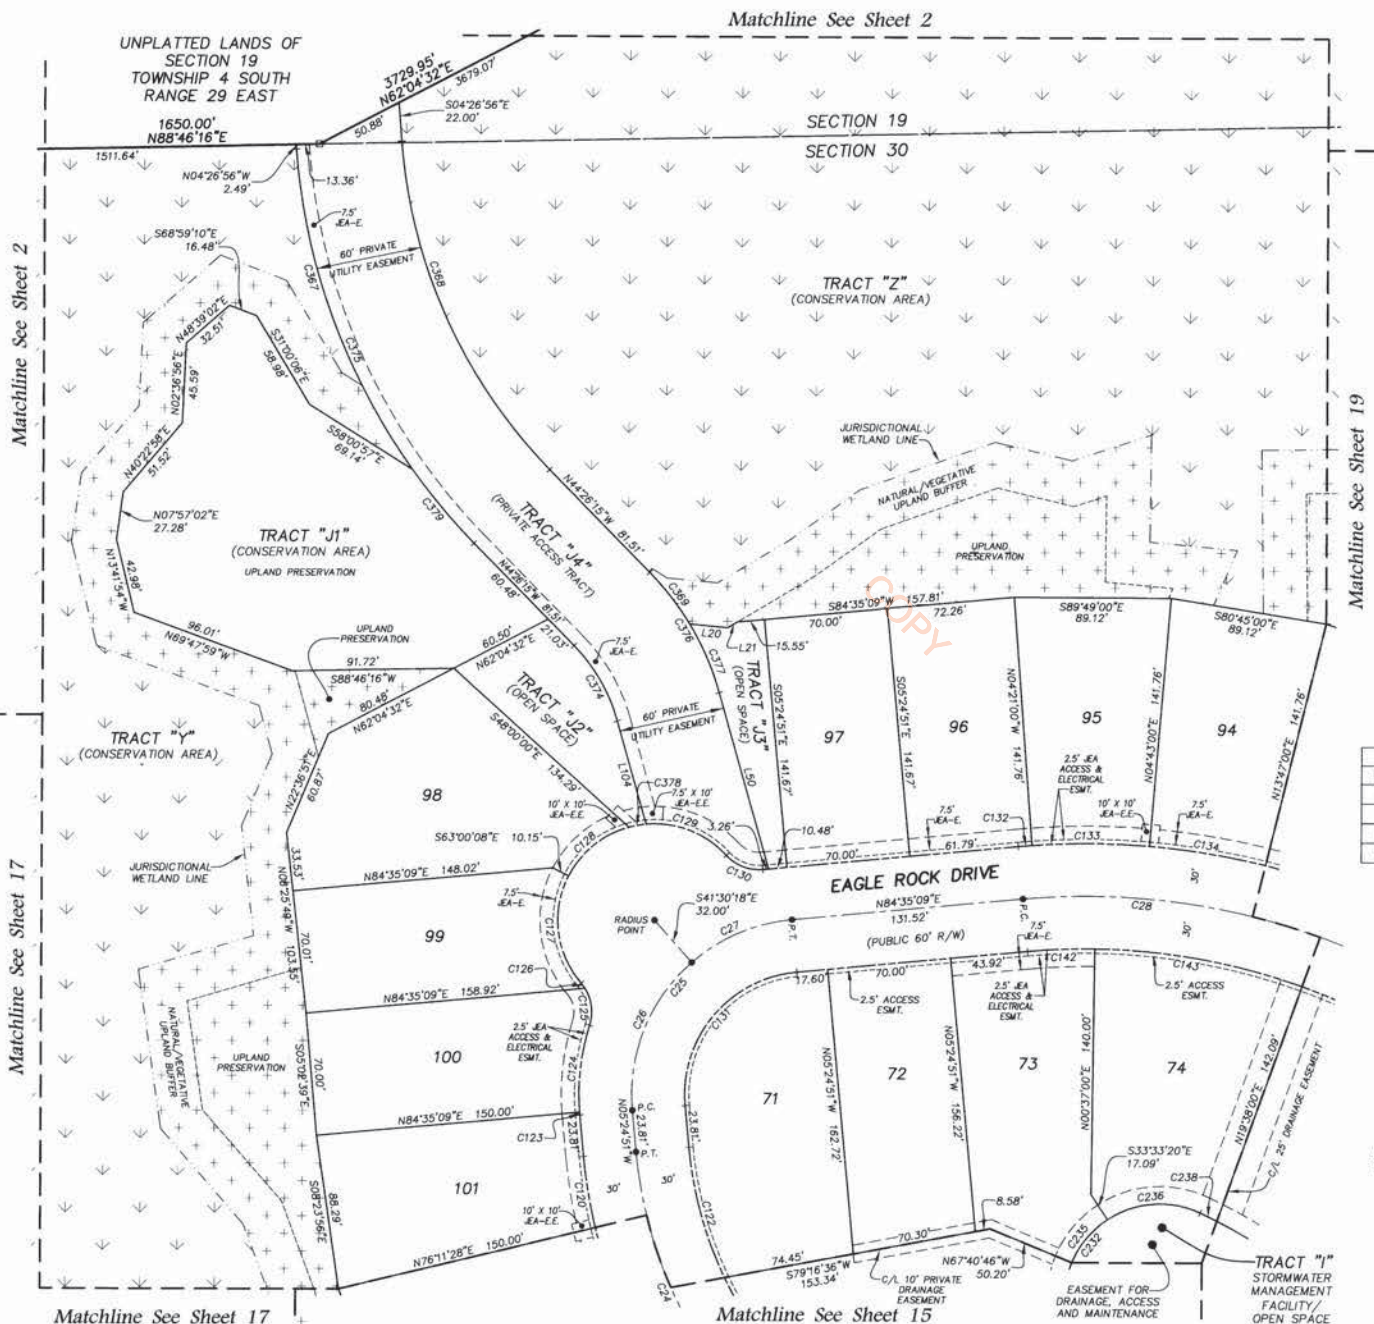 Matchline See Sheet 2
UNPLATTED LANDS OF
SECTION 19
TOWNSHIP 4 SOUTH
RANGE 29 EAST
3729.95'
N62°04'32"E
3679.07'
50.88'
S04°26'56"E
22.00'
1650.00'
N88°46'16"E
1511.64'
SECTION 19
SECTION 30
N04°26'56"W
2.49'
13.36'
7.5'
JEA-E.
S68°59'10"E
16.48'
60' PRIVATE
UTILITY EASEMENT
C367
C368
Matchline See Sheet 2
TRACT "Z"
(CONSERVATION AREA)
N48°39'02"E
32.51'
S31°00'06"E
58.98'
C375
N02°36'56"E
45.59'
Matchline See Sheet 19
S58°00'57"E
69.14'
JURISDICTIONAL
WETLAND LINE
N40°22'58"E
51.52'
NATURAL/VEGETATIVE
UPLAND BUFFER
C379
N44°26'15"W
81.51'
N07°57'02"E
27.28'
TRACT "J4"
(PRIVATE ACCESS TRACT)
TRACT "J1"
(CONSERVATION AREA)
UPLAND PRESERVATION
UPLAND
PRESERVATION
N13°41'54"W
42.98'
N44°26'15"W
81.51'
60.48'
21.03'
COPY
C369
S84°35'09"W
157.81'
70.00'
72.26'
S89°49'00"E
89.12'
S80°45'00"E
89.12'
96.01'
N69°47'59"W
UPLAND
PRESERVATION
60.50'
N62°04'32"E
7.5'
JEA-E.
C376
L20
L21
15.55'
91.72'
S88°46'16"W
C374
C377
TRACT "J2"
(OPEN SPACE)
TRACT "J3"
(OPEN SPACE)
80.48'
N62°04'32"E
60' PRIVATE
UTILITY EASEMENT
S05°24'51"E
141.67'
97
S05°24'51"E
141.67'
96
N04°21'00"W
141.76'
95
N04°43'00"E
141.76'
94
N13°47'00"E
141.76'
TRACT "Y"
(CONSERVATION AREA)
S48°00'00"E
134.29'
N22°36'51"E
60.87'
L104
L50
2.5' JEA
ACCESS &
ELECTRICAL
ESMT.
98
C378
7.5' X 10'
JEA-E.E.
10' X 10'
JEA-E.E.
10' X 10'
JEA-E.E.
7.5'
JEA-E.
7.5'
JEA-E.
S63°00'08"E
10.15'
C128
C129
3.26'
10.48'
C132
C133
C134
70.00'
61.79'
C130
JURISDICTIONAL
WETLAND LINE
33.53'
N84°35'09"E
148.02'
EAGLE ROCK DRIVE
7.5'
JEA-E.
S41°30'18"E
32.00'
N84°35'09"E
131.52'
P.C.
C28
30'
RADIUS
POINT
C27
P.T.
(PUBLIC 60' R/W)
7.5'
JEA-E.
30'
Matchline See Sheet 17
N06°25'49"W
103.55'
70.01'
99
C127
C126
C25
17.60'
70.00'
43.92'
C142
C143
N84°35'09"E
158.92'
C125
2.5' ACCESS
ESMT.
2.5' JEA
ACCESS &
ELECTRICAL
ESMT.
2.5' ACCESS
ESMT.
C26
C131
NATURAL/VEGETATIVE
UPLAND BUFFER
UPLAND
PRESERVATION
2.5' JEA
ACCESS &
ELECTRICAL
ESMT.
C124
100
S05°09'39"E
70.00'
71
N05°24'51"W
162.72'
72
N05°24'51"W
156.22'
73
N00°37'00"E
140.00'
74
N19°38'00"E
142.09'
C/L 25' DRAINAGE EASEMENT
N84°35'09"E
150.00'
C123
P.C.
N05°24'51"W
23.81'
P.T.
23.81'
23.81'
S33°33'20"E
17.09'
C238
101
30'
30'
C120
C122
10' X 10'
JEA-E.E.
S08°23'56"E
88.29'
8.58'
C235
C232
C236
N76°11'28"E
150.00'
74.45'
70.30'
S79°16'36"W
153.34'
N67°40'46"W
50.20'
C24
C/L 10' PRIVATE
DRAINAGE
EASEMENT
EASEMENT FOR
DRAINAGE, ACCESS
AND MAINTENANCE
TRACT "I"
STORMWATER
MANAGEMENT
FACILITY/
OPEN SPACE
Matchline See Sheet 17
Matchline See Sheet 15